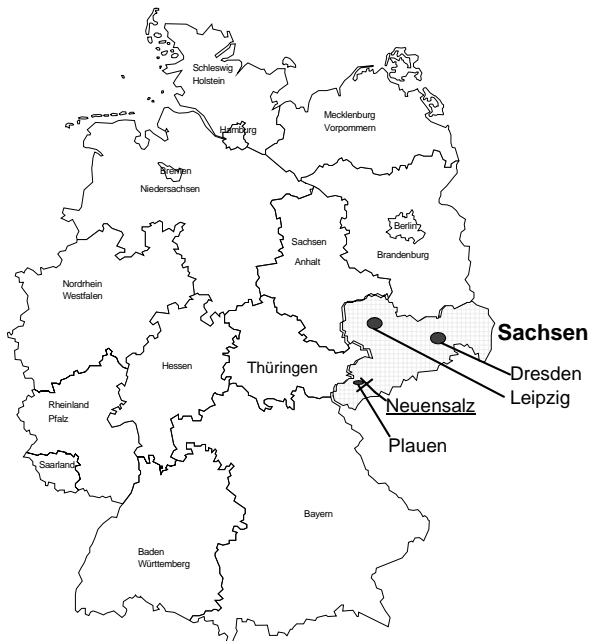 Schleswig
Holstein
Mecklenburg
Vorpommern
Hamburg
Bremen
Niedersachsen
Berlin
Brandenburg
Sachsen
Anhalt
Nordrhein
Westfalen
Sachsen
Thüringen
Hessen
Dresden
Leipzig
Neuensalz
Rheinland
Pfalz
Plauen
Saarland
Bayern
Baden
Württemberg